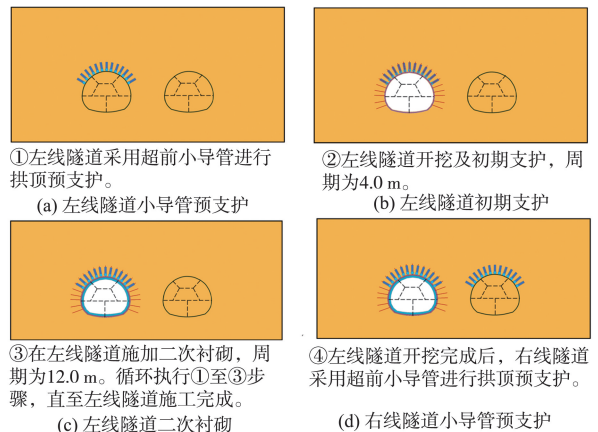 ①左线隧道采用超前小导管进行
拱顶预支护。
(a) 左线隧道小导管预支护
②左线隧道开挖及初期支护，周
期为4.0 m。
(b) 左线隧道初期支护
③在左线隧道施加二次衬砌，周
期为12.0 m。循环执行①至③步
骤，直至左线隧道施工完成。
(c) 左线隧道二次衬砌
④左线隧道开挖完成后，右线隧道
采用超前小导管进行拱顶预支护。
(d) 右线隧道小导管预支护